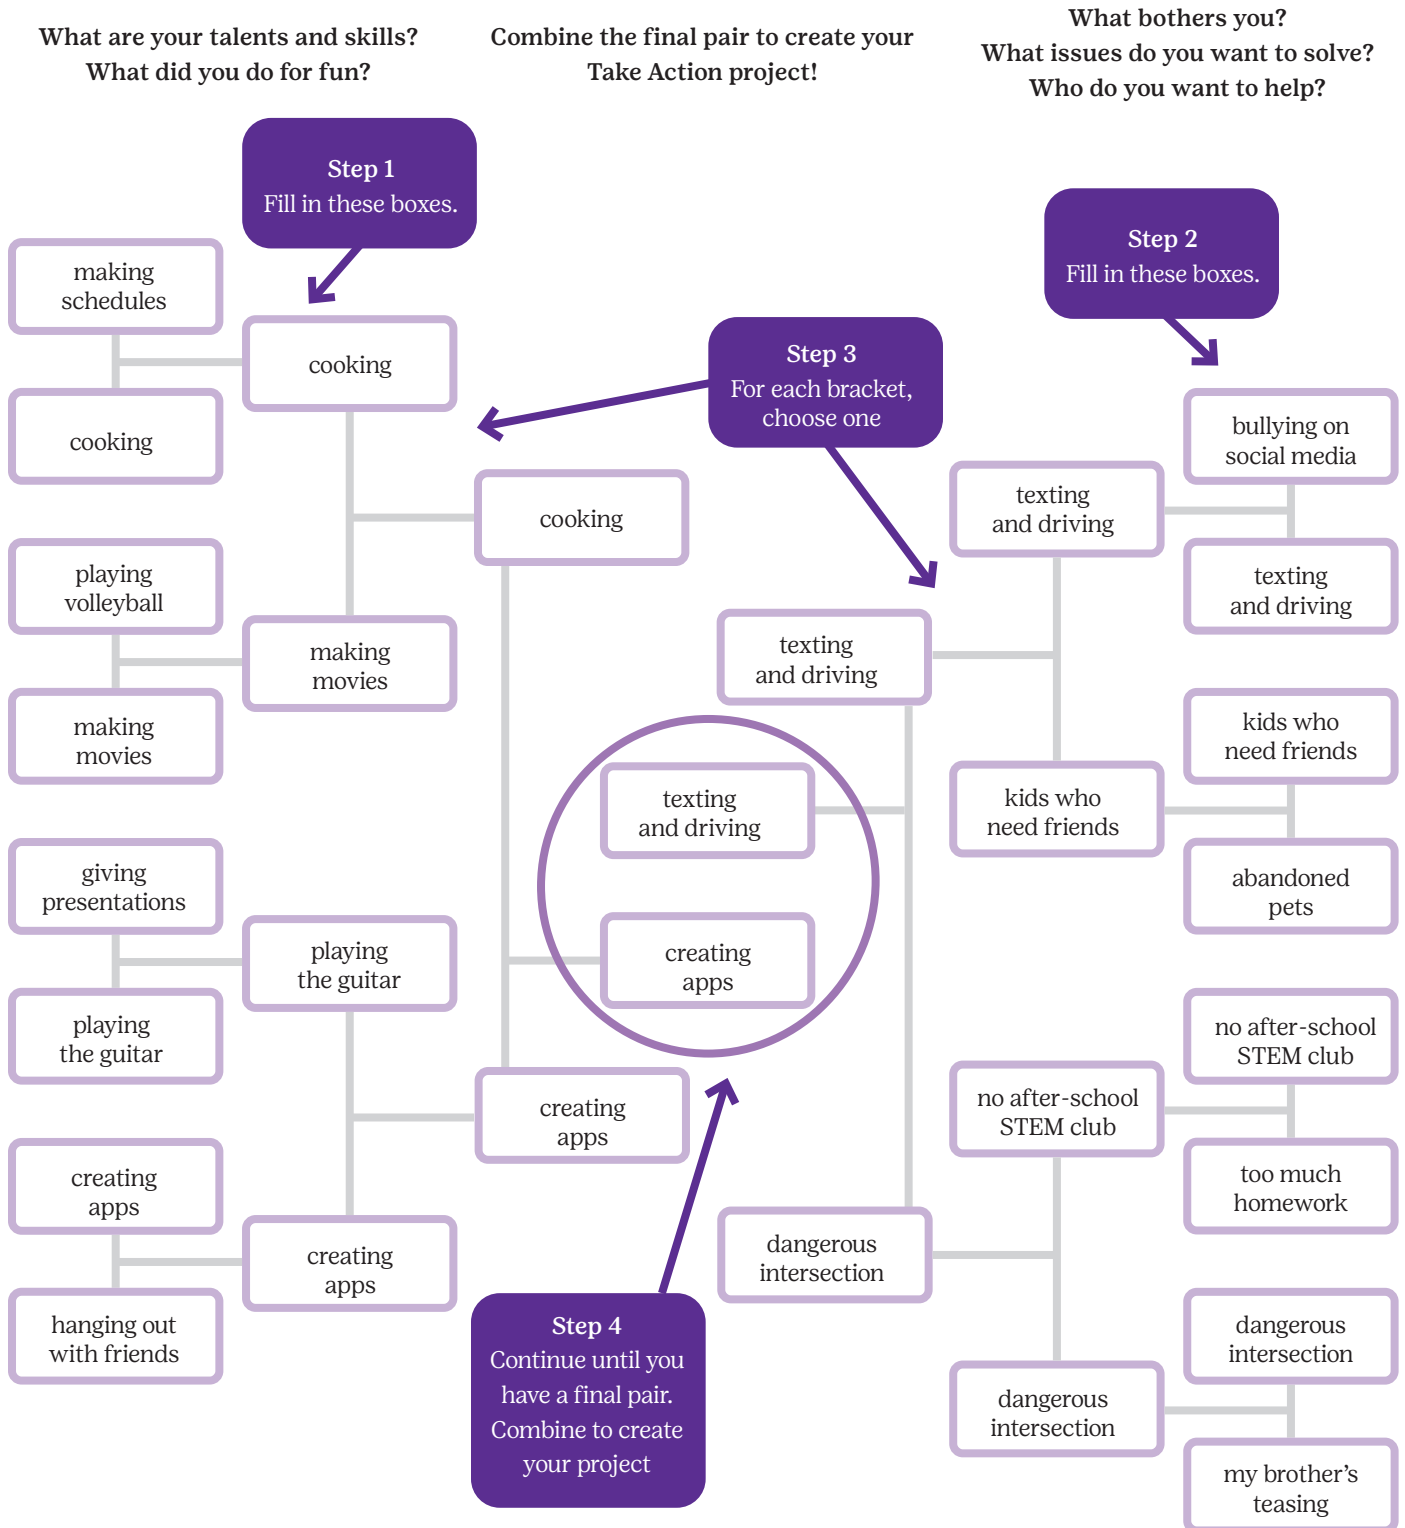 What are your talents and skills?
What did you do for fun?
Combine the final pair to create your
Take Action project!
What bothers you?
What issues do you want to solve?
Who do you want to help?
Step 1
Fill in these boxes.
Step 2
Fill in these boxes.
Step 3
For each bracket,
choose one
making
schedules
cooking
cooking
playing
volleyball
making
movies
making
movies
cooking
giving
presentations
playing
the guitar
playing
the guitar
creating
apps
hanging out
with friends
creating
apps
creating
apps
texting
and driving
creating
apps
texting
and driving
dangerous
intersection
texting
and driving
kids who
need friends
no after-school
STEM club
dangerous
intersection
bullying on
social media
texting
and driving
kids who
need friends
abandoned
pets
no after-school
STEM club
too much
homework
dangerous
intersection
my brother’s
teasing
Step 4
Continue until you
have a final pair.
Combine to create
your project